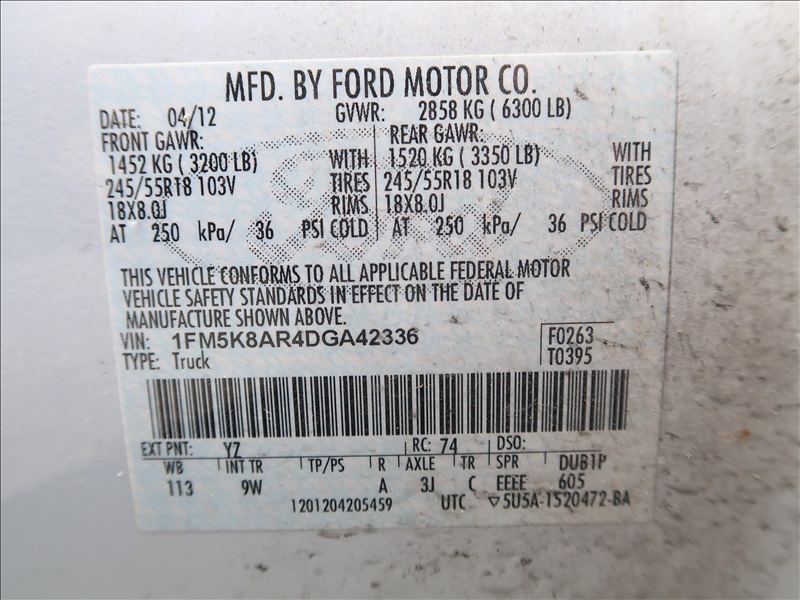 MFD. BY FORD MOTOR CO.
DATE: 04/12 GVWR: 2858 KG ( 6300 LB)
FRONT GAWR: REAR GAWR:
1452 KG ( 3200 LB) WITH 1520 KG ( 3350 LB) WITH
245/55R18 103V TIRES 245/55R18 103V TIRES
18X8.0J RIMS 18X8.0J RIMS
AT 250 kPa/ 36 PSI COLD AT 250 kPa/ 36 PSI COLD
THIS VEHICLE CONFORMS TO ALL APPLICABLE FEDERAL MOTOR
VEHICLE SAFETY STANDARDS IN EFFECT ON THE DATE OF
MANUFACTURE SHOWN ABOVE.
VIN: 1FM5K8AR4DGA42336 F0263
TYPE: Truck T0395
EXT PNT: YZ RC: 74 DSO:
WB INT TR TP/PS R AXLE TR SPR DUB1P
113 9W A 3J C EEEE 605
1201204205459 UTC ▽5U5A-1520472-BA